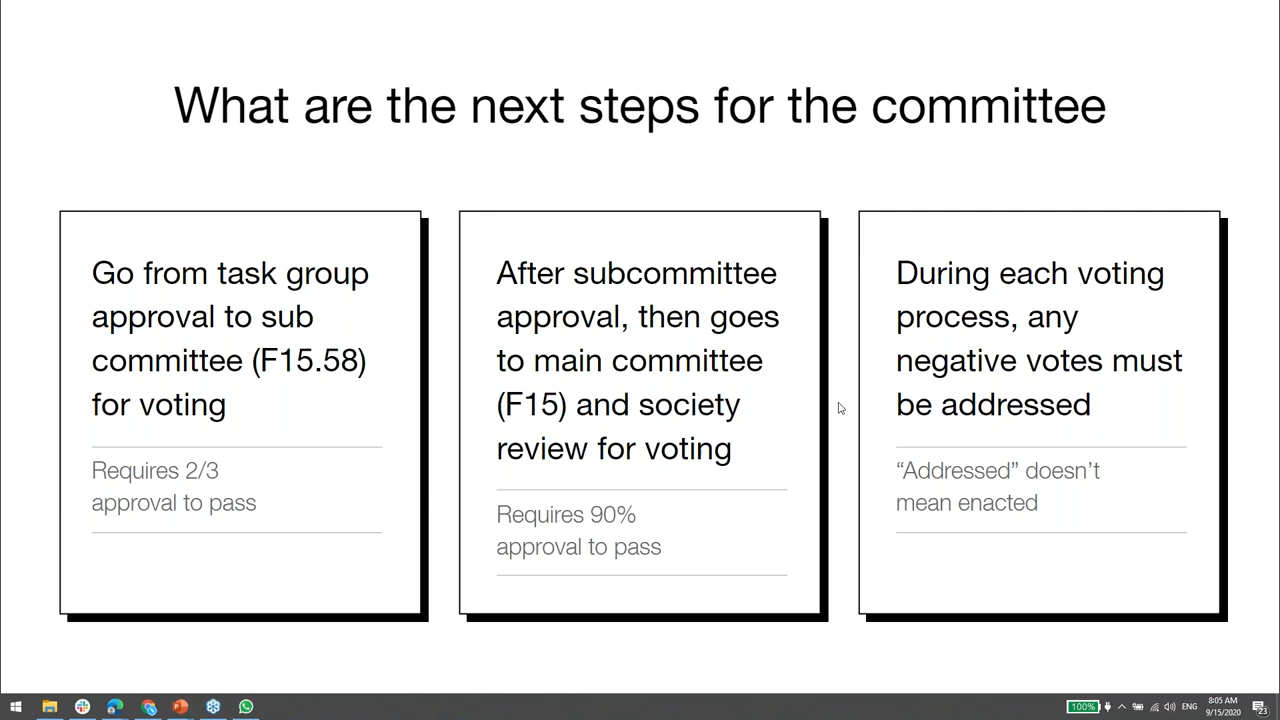 What are the next steps for the committee
Go from task group
approval to sub
committee (F15.58)
for voting
Requires 2/3
approval to pass
After subcommittee
approval, then goes
to main committee
(F15) and society
review for voting
Requires 90%
approval to pass
During each voting
process, any
negative votes must
be addressed
“Addressed” doesn’t
mean enacted
100%
ENG
8:05 AM
9/15/2020
23